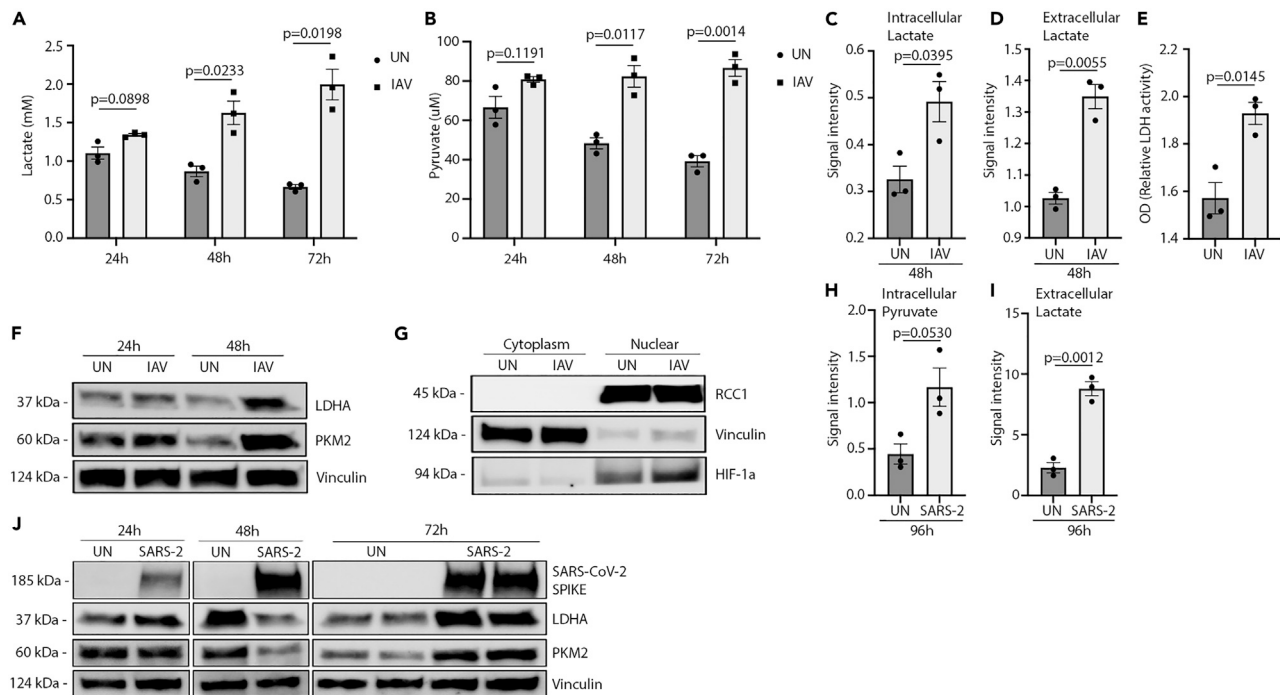 A
p=0.0898
p=0.0233
p=0.0198
UN
IAV
Lactate (mM)
2.5
2.0
1.5
1.0
0.5
0.0
24h 48h 72h
B
p=0.1191
p=0.0117
p=0.0014
UN
IAV
Pyruvate (uM)
100
80
60
40
20
0
24h 48h 72h
C
Intracellular
Lactate
p=0.0395
Signal intensity
0.6
0.5
0.4
0.3
0.2
UN IAV
48h
D
Extracellular
Lactate
p=0.0055
Signal intensity
1.5
1.4
1.3
1.2
1.1
1.0
0.9
UN IAV
48h
E
p=0.0145
OD (Relative LDH activity)
2.2
2.0
1.8
1.6
1.4
UN IAV
F
24h 48h
UN IAV UN IAV
37 kDa - LDHA
60 kDa - PKM2
124 kDa - Vinculin
G
Cytoplasm Nuclear
UN IAV UN IAV
45 kDa - RCC1
124 kDa - Vinculin
94 kDa - HIF-1a
H
Intracellular
Pyruvate
p=0.0530
Signal intensity
2.0
1.5
1.0
0.5
0.0
UN SARS-2
96h
I
Extracellular
Lactate
p=0.0012
Signal intensity
15
10
5
0
UN SARS-2
96h
J
24h 48h 72h
UN SARS-2 UN SARS-2 UN SARS-2
185 kDa - SARS-CoV-2
SPIKE
37 kDa - LDHA
60 kDa - PKM2
124 kDa - Vinculin